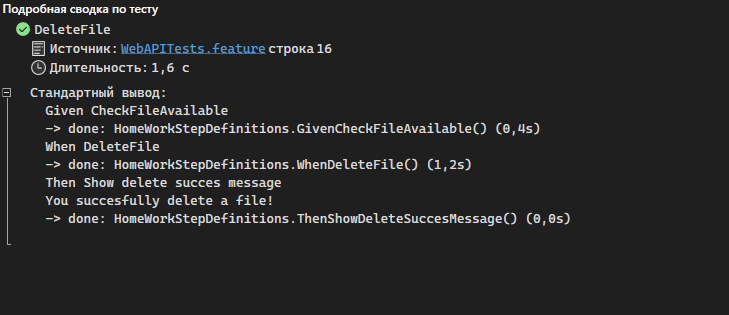 Подробная сводка по тесту
DeleteFile
Источник: WebAPITests.feature строка 16
Длительность: 1,6 с
Стандартный вывод:
Given CheckFileAvailable
-> done: HomeWorkStepDefinitions.GivenCheckFileAvailable() (0,4s)
When DeleteFile
-> done: HomeWorkStepDefinitions.WhenDeleteFile() (1,2s)
Then Show delete succes message
You succesfully delete a file!
-> done: HomeWorkStepDefinitions.ThenShowDeleteSuccesMessage() (0,0s)